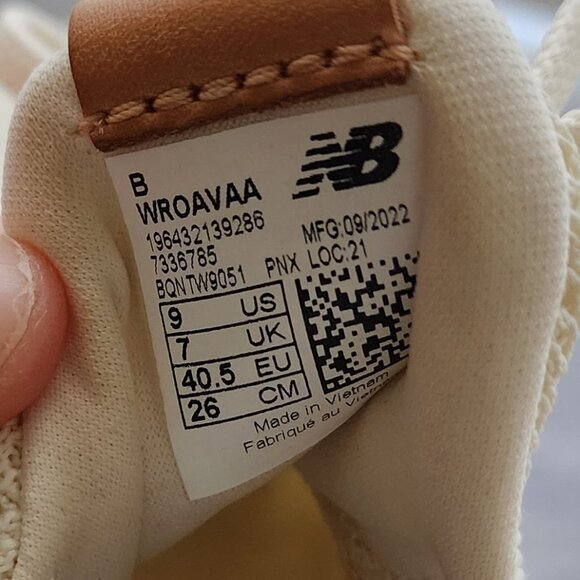 B
WROAVAA
NB
196432139286
7336785
BQNTW9051 PNX
MFG:09/2022
LOC:21
9 US
7 UK
40.5 EU
26 CM
Made in Vietnam
Fabriqué au